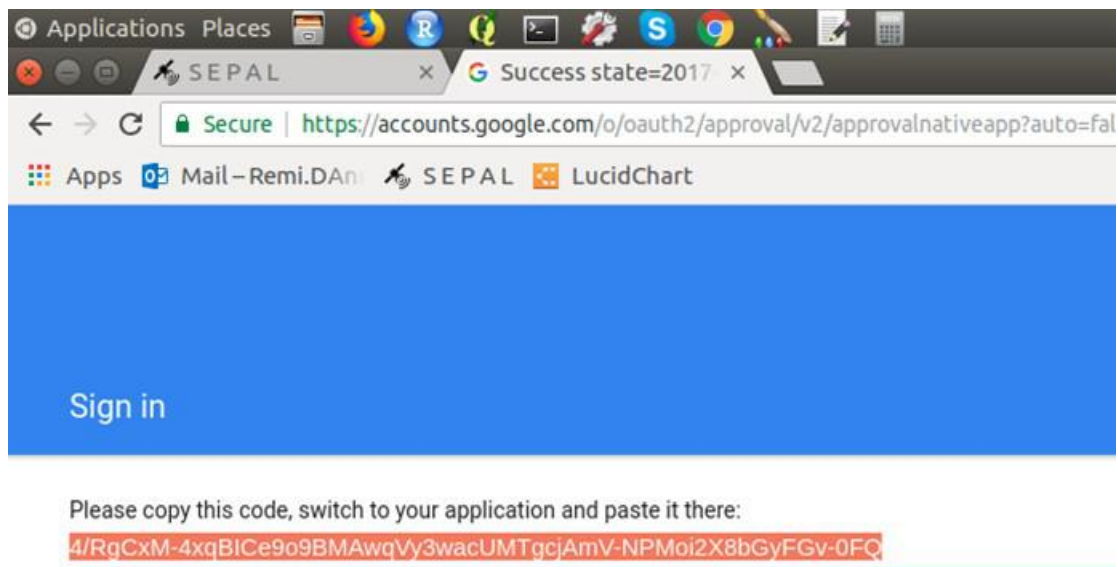 Applications Places
S E P A L
G Success state=2017-
Secure https://accounts.google.com/o/oauth2/approval/v2/approvalnativeapp?auto=fal
Apps Mail – Remi.DAn S E P A L LucidChart
Sign in
Please copy this code, switch to your application and paste it there:
4/RgCxM-4xqBICe9o9BMAwqVy3wacUMTgcjAmV-NPMoi2X8bGyFGv-0FQ